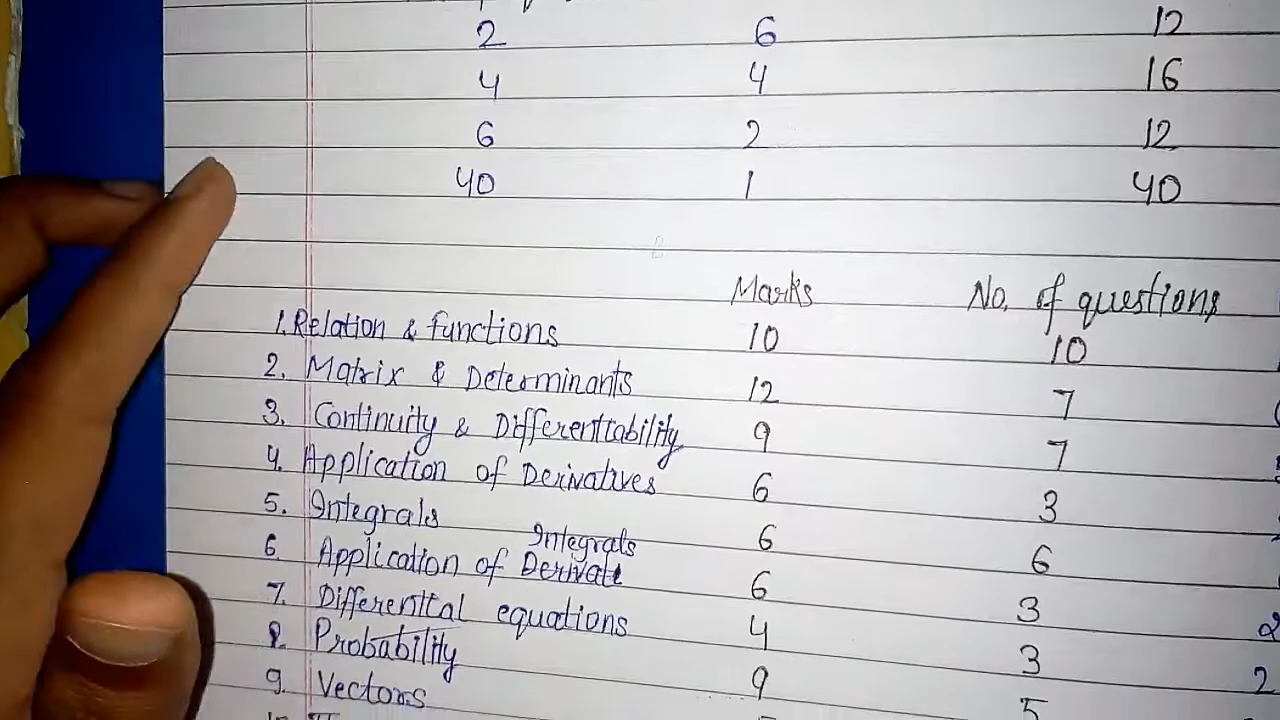 2 6 12
4 4 16
6 2 12
40 1 40
Marks No. of questions
1. Relation & functions 10 10
2. Matrix & Determinants 12 7
3. Continuity & Differentiability 9 7
4. Application of Derivatives 6 3
5. Integrals 6 6
Integrals
6 Application of Derivate 6 3
7. Differential equations 4 3 2
8. Probability 9 5 2
9. Vectors